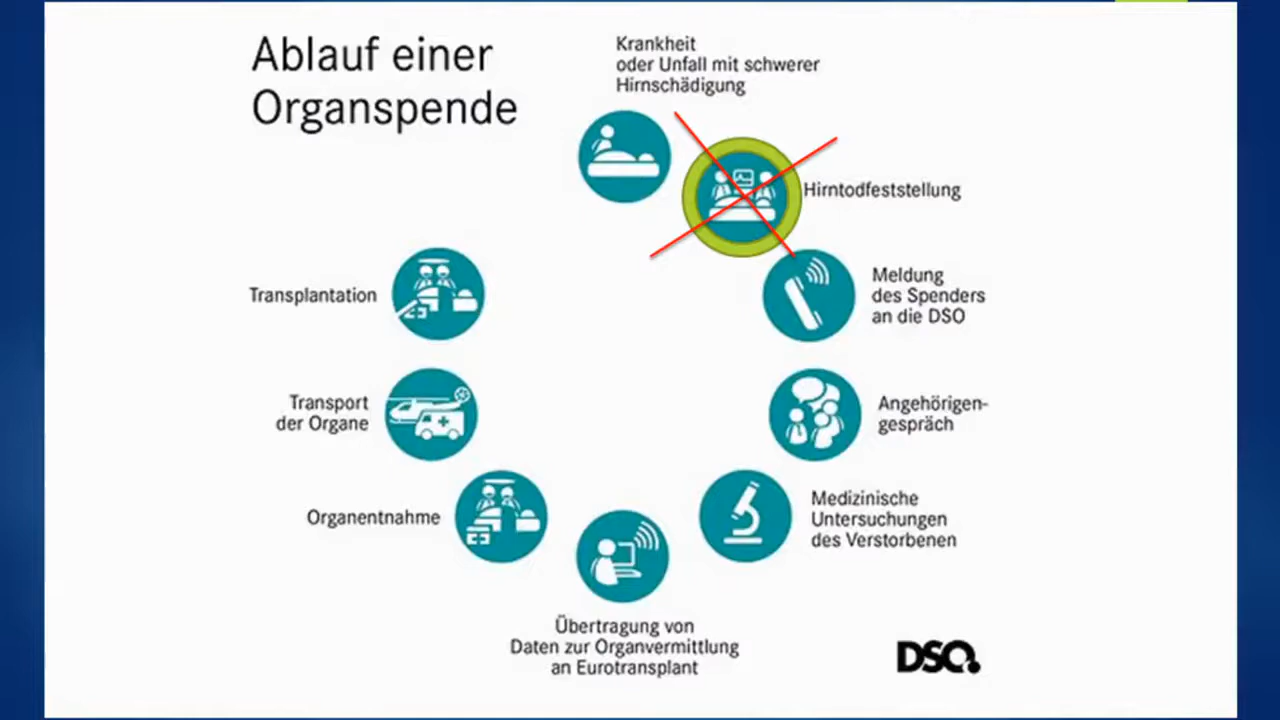 Ablauf einer
Organspende
Krankheit
oder Unfall mit schwerer
Hirnschädigung
Hirntodfeststellung
Meldung
des Spenders
an die DSO
Angehörigen-
gespräch
Medizinische
Untersuchungen
des Verstorbenen
Übertragung von
Daten zur Organvermittlung
an Eurotransplant
Organentnahme
Transport
der Organe
Transplantation
DSO